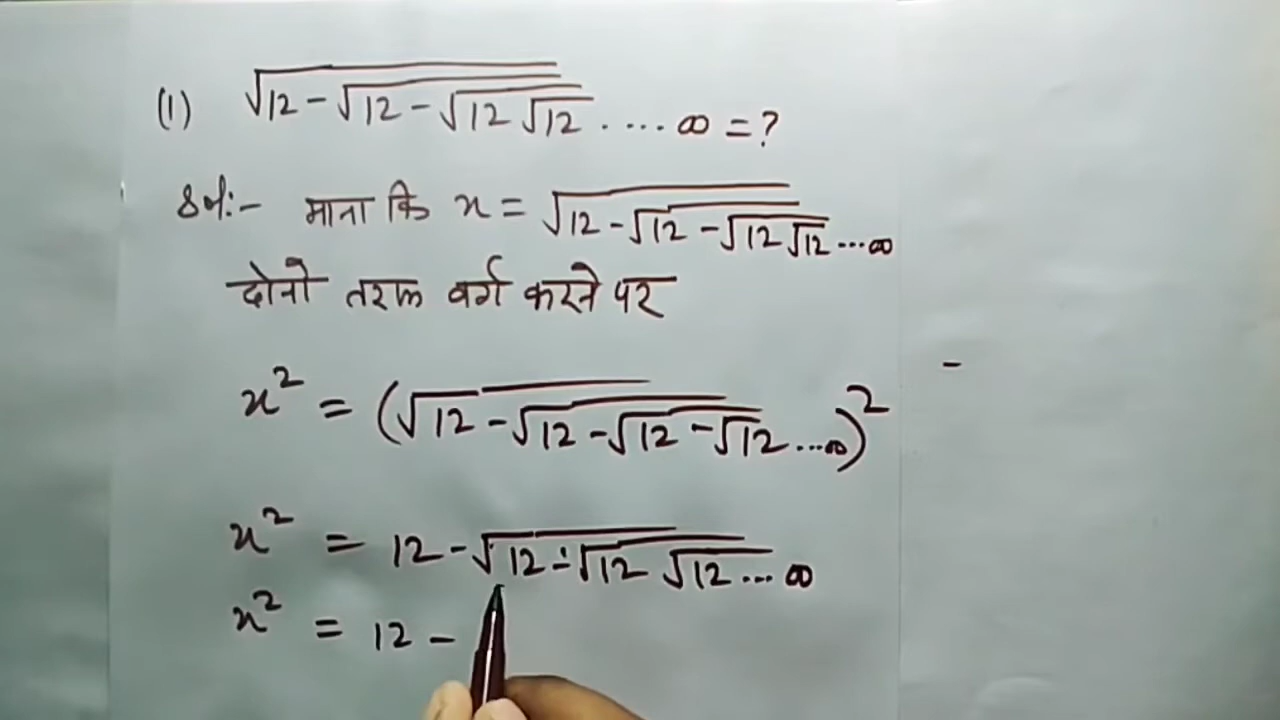 (1) √12-√12-√12 √12 ..... ∞ = ?
Sol:- माना कि x = √12-√12-√12 √12 ...∞
दोनो तरफ वर्ग करने पर
x² = (√12-√12-√12-√12 ...∞)²
x² = 12-√12-√12 √12 ... ∞
x² = 12 -